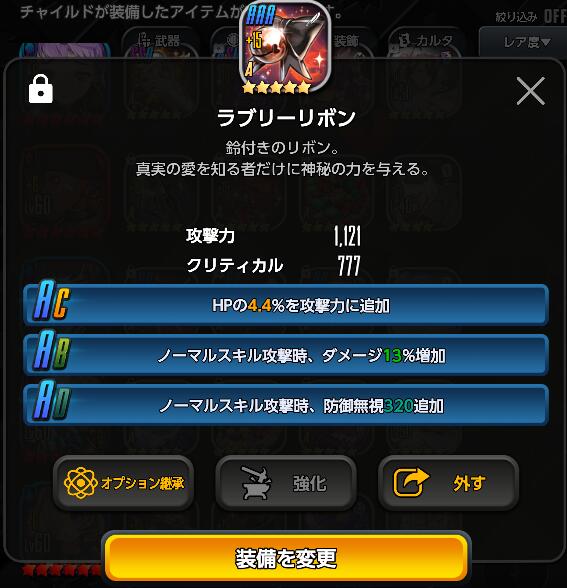 チャイルドが装備したアイテムが
す。
絞り込み OFF
武器
装飾
カルタ
レア度▼
AAA
+15
A
ラブリーリボン
鈴付きのリボン。
真実の愛を知る者だけに神秘の力を与える。
攻撃力 1,121
クリティカル 777
AC HPの4.4%を攻撃力に追加
AB ノーマルスキル攻撃時、ダメージ13%増加
AD ノーマルスキル攻撃時、防御無視320追加
オプション継承
強化
外す
装備を変更